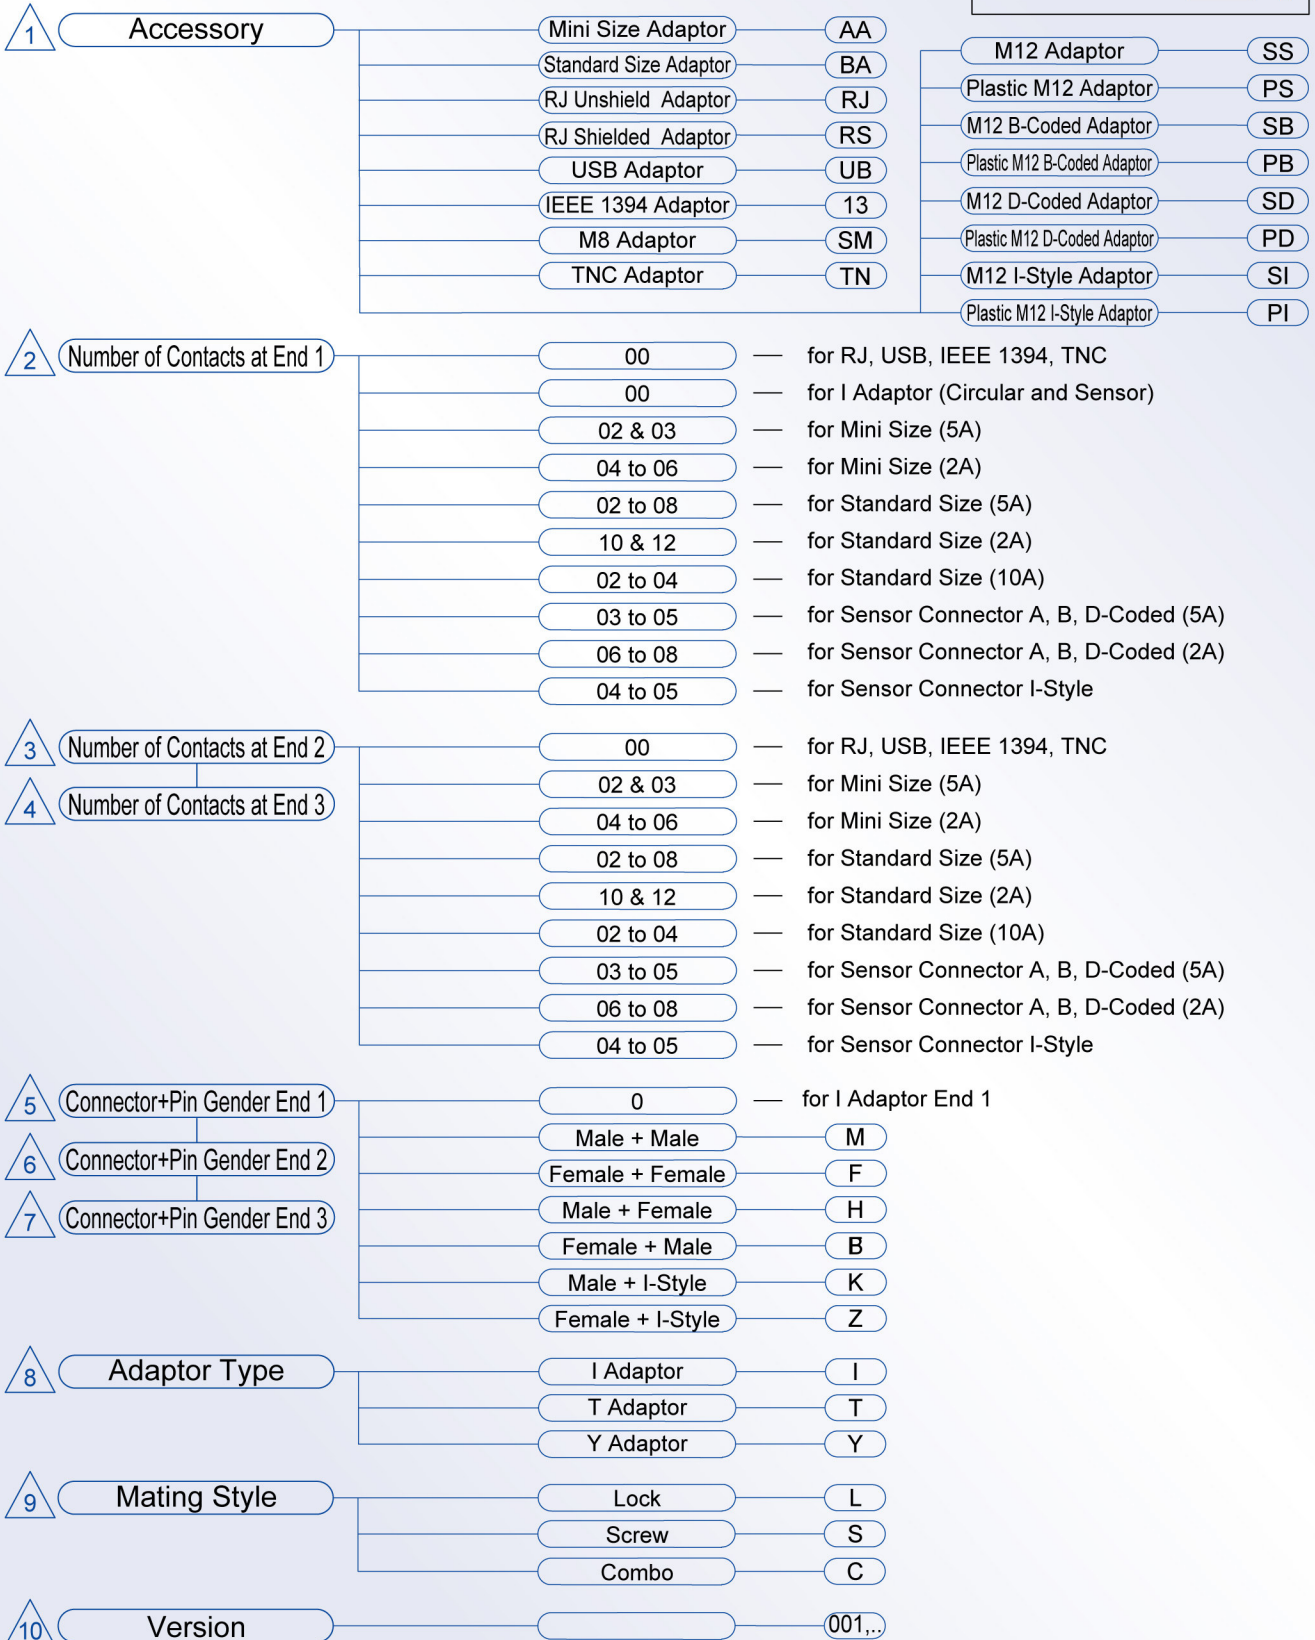 1 Accessory
Mini Size Adaptor AA
Standard Size Adaptor BA
RJ Unshield Adaptor RJ
RJ Shielded Adaptor RS
USB Adaptor UB
IEEE 1394 Adaptor 13
M8 Adaptor SM
TNC Adaptor TN
M12 Adaptor SS
Plastic M12 Adaptor PS
M12 B-Coded Adaptor SB
Plastic M12 B-Coded Adaptor PB
M12 D-Coded Adaptor SD
Plastic M12 D-Coded Adaptor PD
M12 I-Style Adaptor SI
Plastic M12 I-Style Adaptor PI
2 Number of Contacts at End 1
00 — for RJ, USB, IEEE 1394, TNC
00 — for I Adaptor (Circular and Sensor)
02 & 03 — for Mini Size (5A)
04 to 06 — for Mini Size (2A)
02 to 08 — for Standard Size (5A)
10 & 12 — for Standard Size (2A)
02 to 04 — for Standard Size (10A)
03 to 05 — for Sensor Connector A, B, D-Coded (5A)
06 to 08 — for Sensor Connector A, B, D-Coded (2A)
04 to 05 — for Sensor Connector I-Style
3 Number of Contacts at End 2
4 Number of Contacts at End 3
00 — for RJ, USB, IEEE 1394, TNC
02 & 03 — for Mini Size (5A)
04 to 06 — for Mini Size (2A)
02 to 08 — for Standard Size (5A)
10 & 12 — for Standard Size (2A)
02 to 04 — for Standard Size (10A)
03 to 05 — for Sensor Connector A, B, D-Coded (5A)
06 to 08 — for Sensor Connector A, B, D-Coded (2A)
04 to 05 — for Sensor Connector I-Style
5 Connector+Pin Gender End 1
6 Connector+Pin Gender End 2
7 Connector+Pin Gender End 3
0 — for I Adaptor End 1
Male + Male M
Female + Female F
Male + Female H
Female + Male B
Male + I-Style K
Female + I-Style Z
8 Adaptor Type
I Adaptor I
T Adaptor T
Y Adaptor Y
9 Mating Style
Lock L
Screw S
Combo C
10 Version 001,..